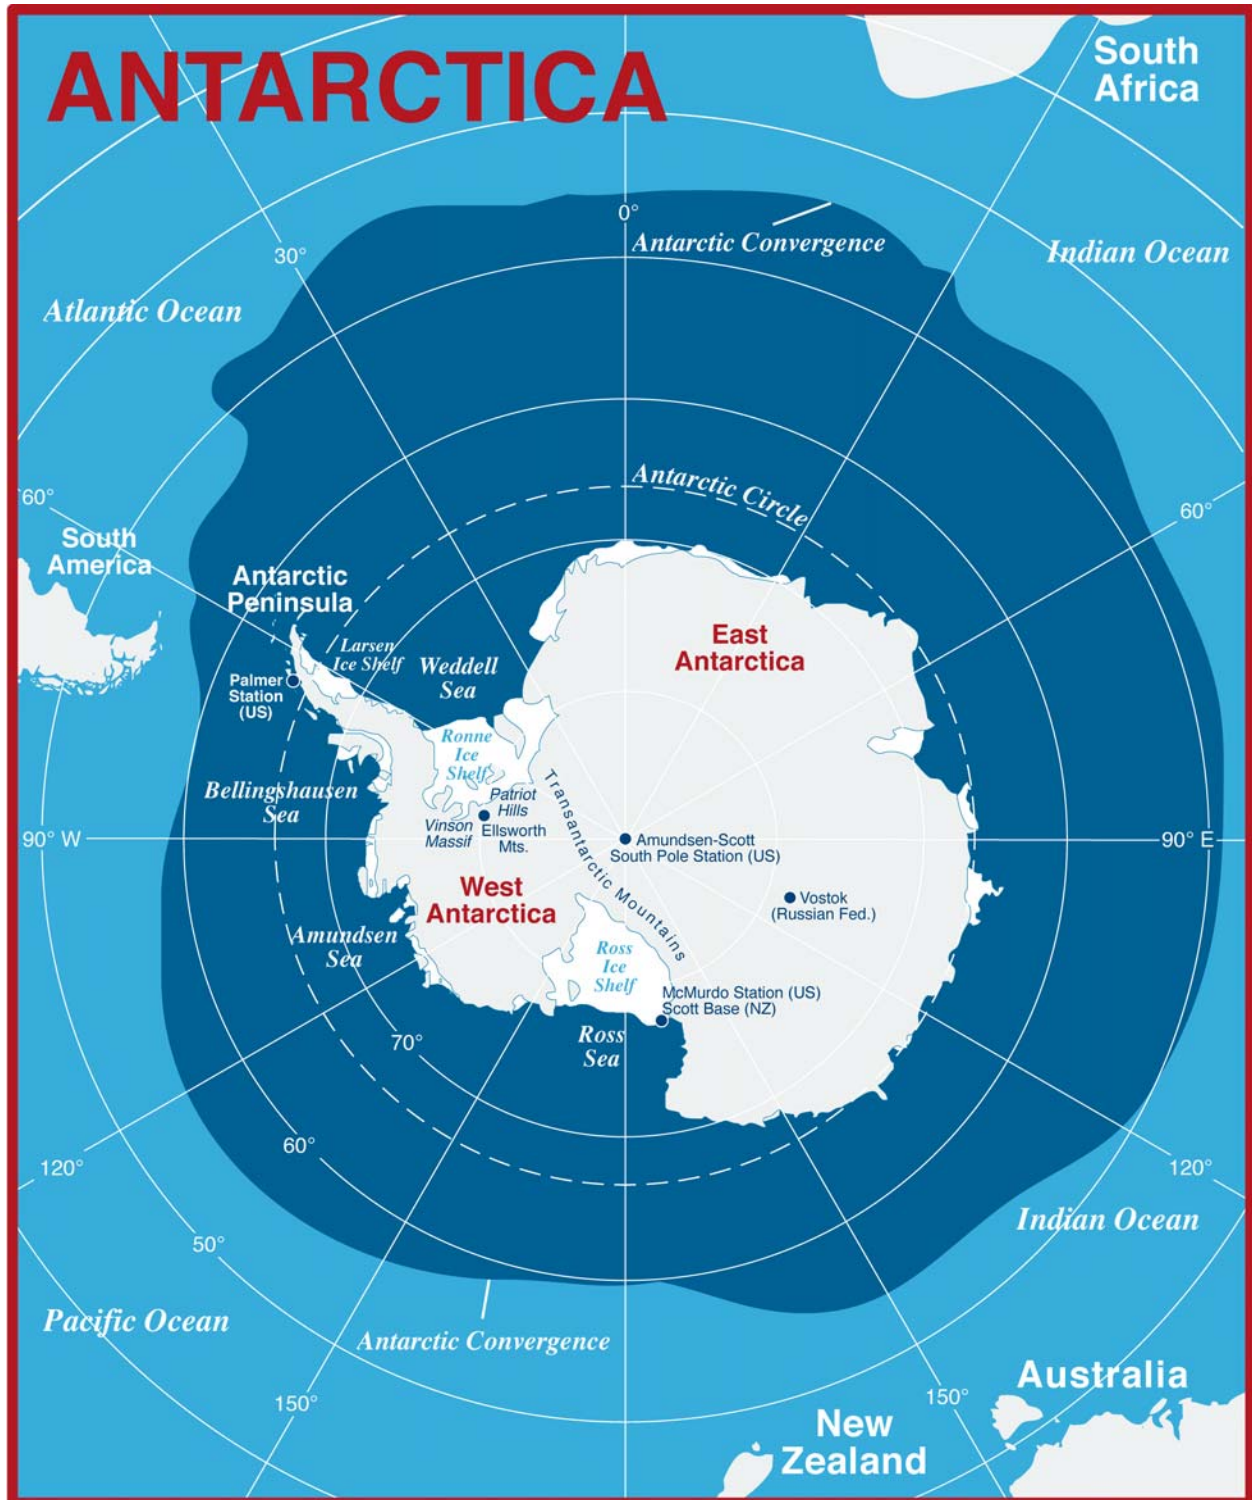 ANTARCTICA
South
Africa
0°
Antarctic Convergence
Indian Ocean
30°
Atlantic Ocean
Antarctic Circle
60°
60°
South
America
Antarctic
Peninsula
Larsen
Ice Shelf
Weddell
Sea
East
Antarctica
Palmer
Station
(US)
Ronne
Ice
Shelf
Bellingshausen
Sea
Patriot
Hills
Vinson
Massif
Ellsworth
Mts.
Transantarctic Mountains
90° W
Amundsen-Scott
South Pole Station (US)
90° E
West
Antarctica
Vostok
(Russian Fed.)
Amundsen
Sea
Ross
Ice
Shelf
McMurdo Station (US)
Scott Base (NZ)
Ross
Sea
70°
60°
120°
120°
50°
Indian Ocean
Pacific Ocean
Antarctic Convergence
150°
150°
Australia
New
Zealand